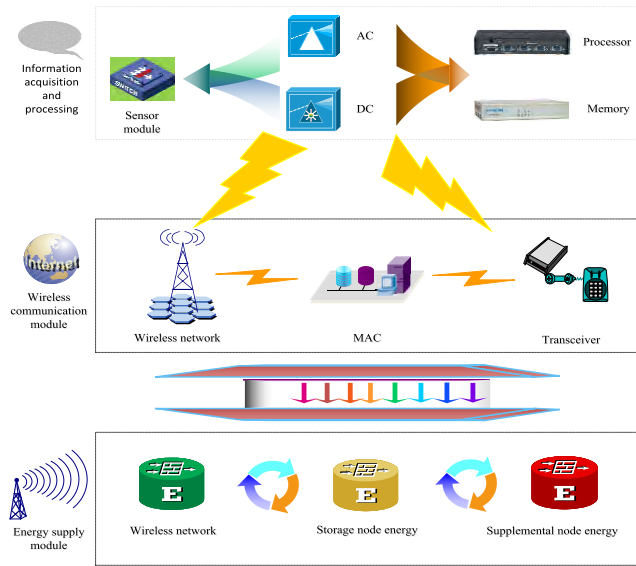 Information
acquisition
and
processing
SWITCH
Sensor
module
AC
DC
Processor
Memory
Internet
Wireless
communication
module
Wireless network
MAC
Transceiver
Energy supply
module
E
Wireless network
E
Storage node energy
E
Supplemental node energy